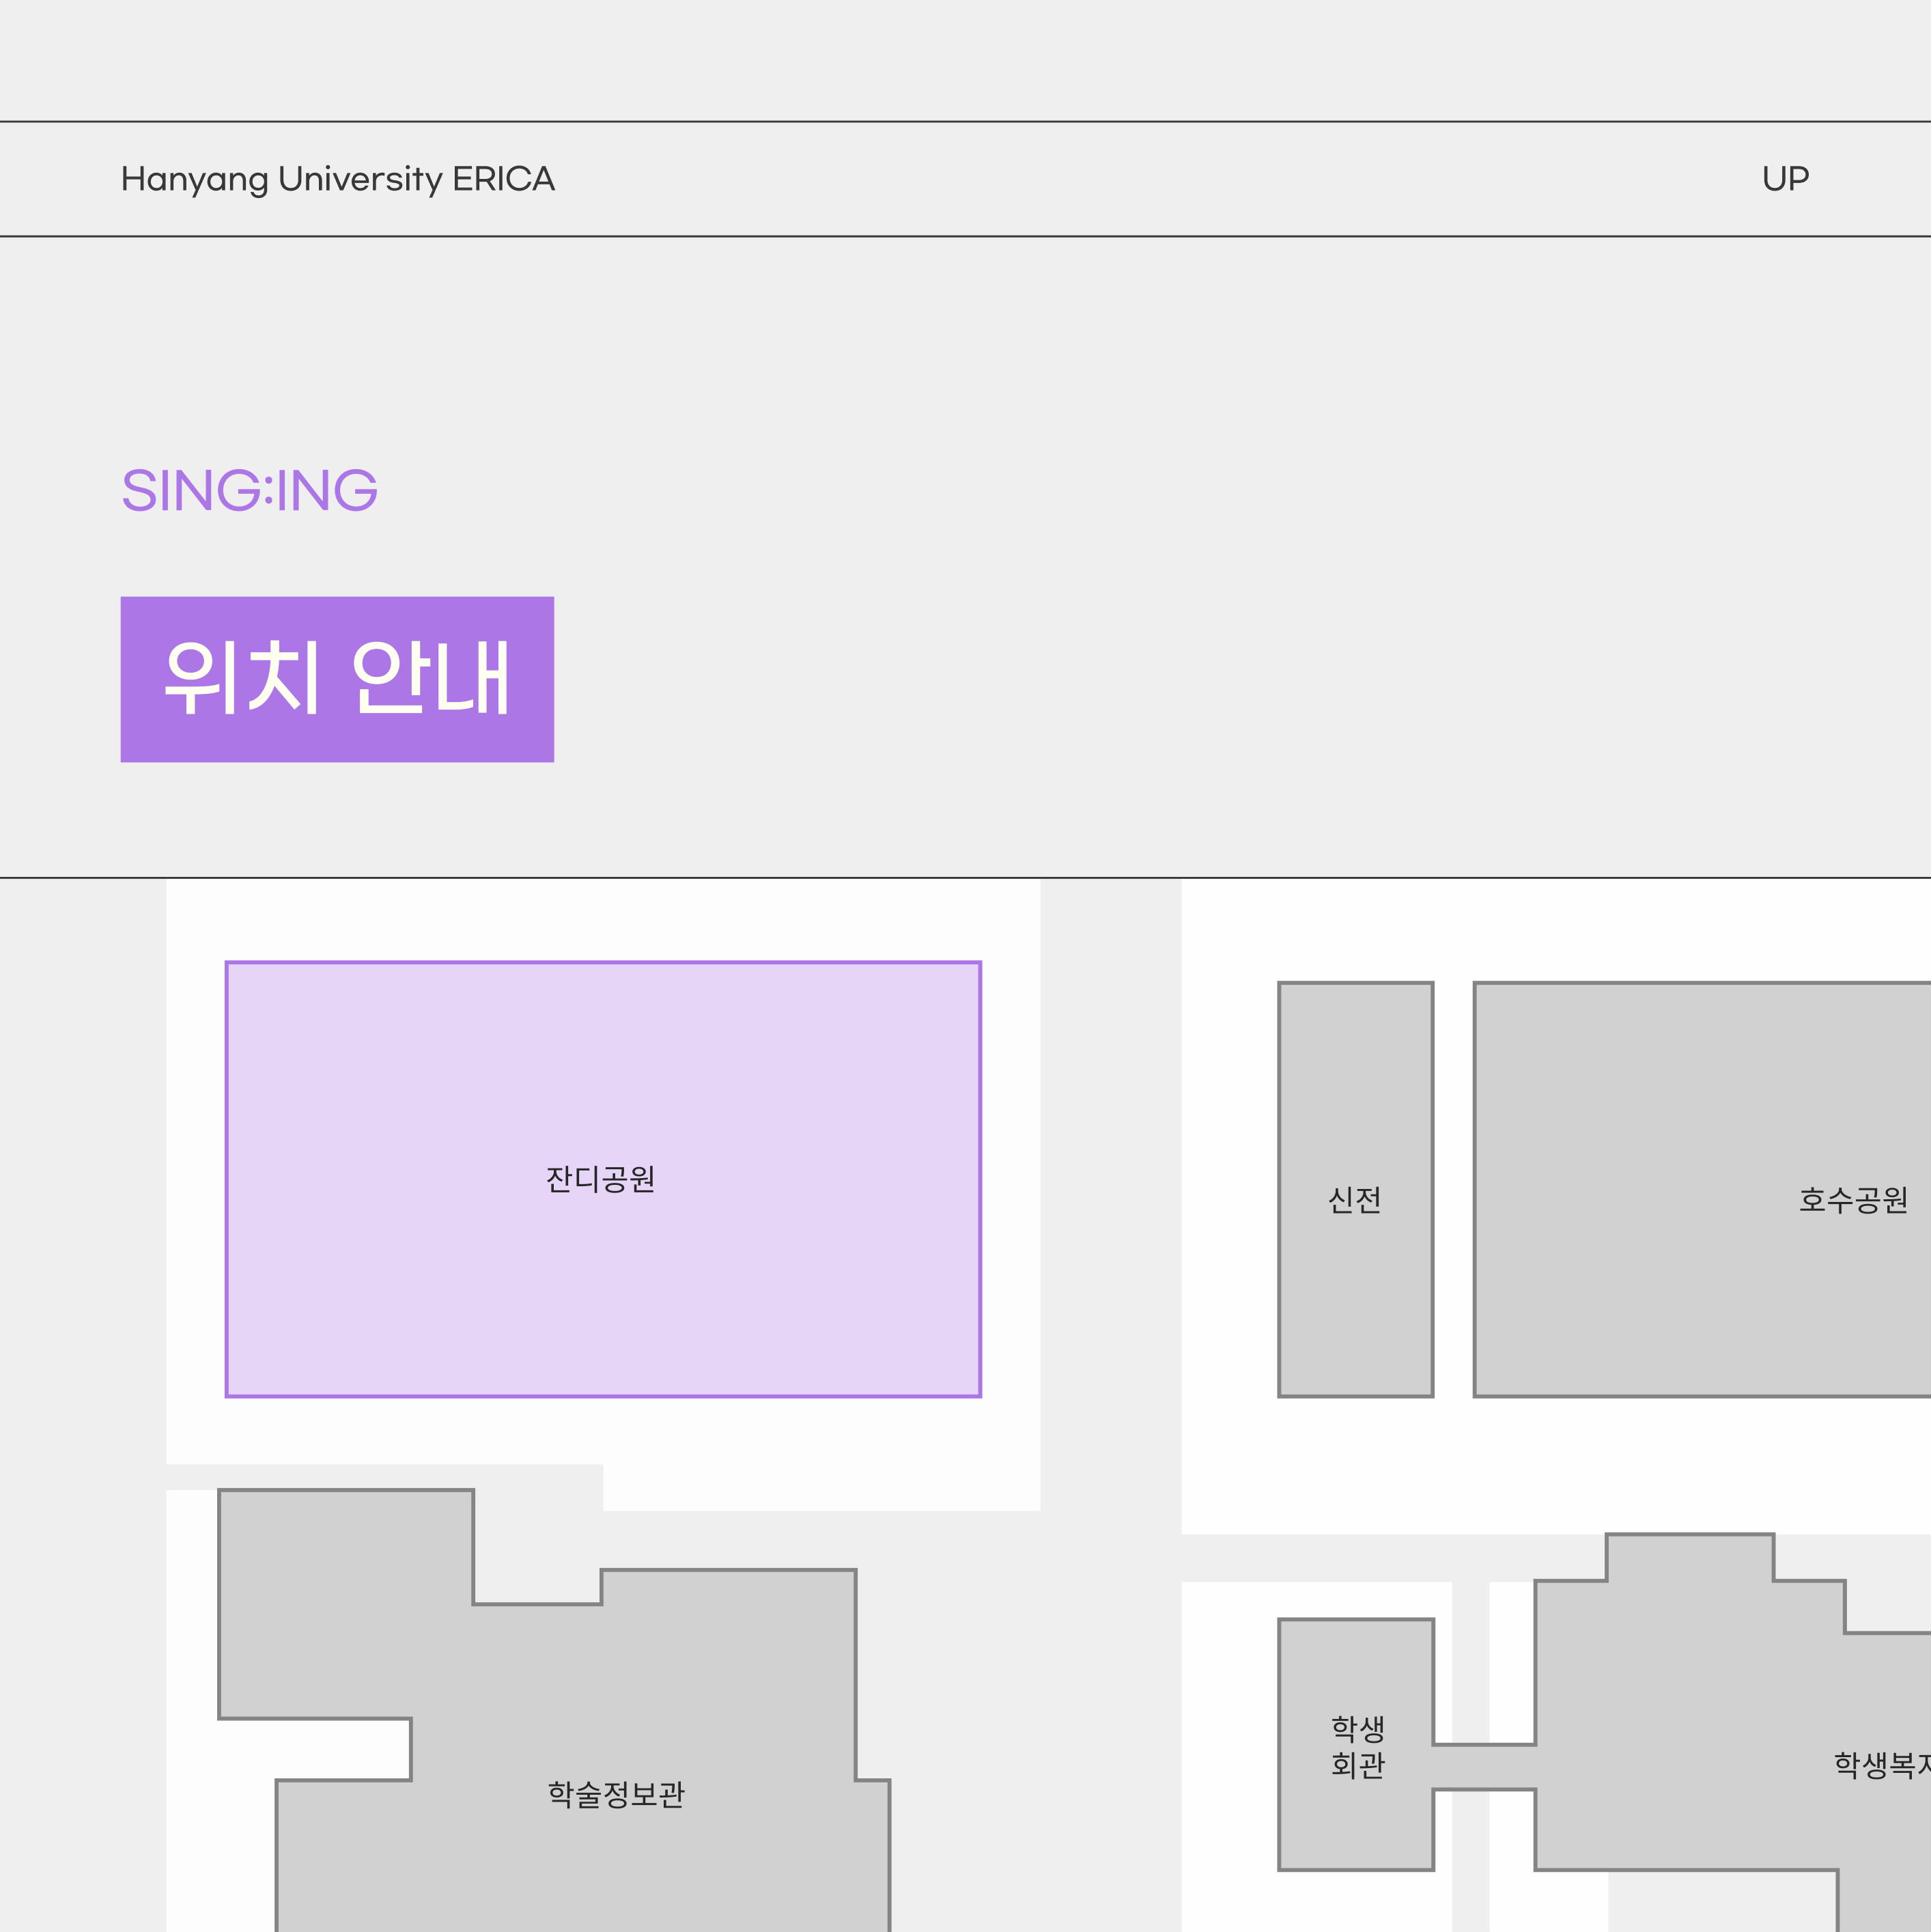 Hanyang University ERICA
UP
SING:ING
위치 안내
잔디공원
신전
호수공원
학생
회관
학생복지
학술정보관